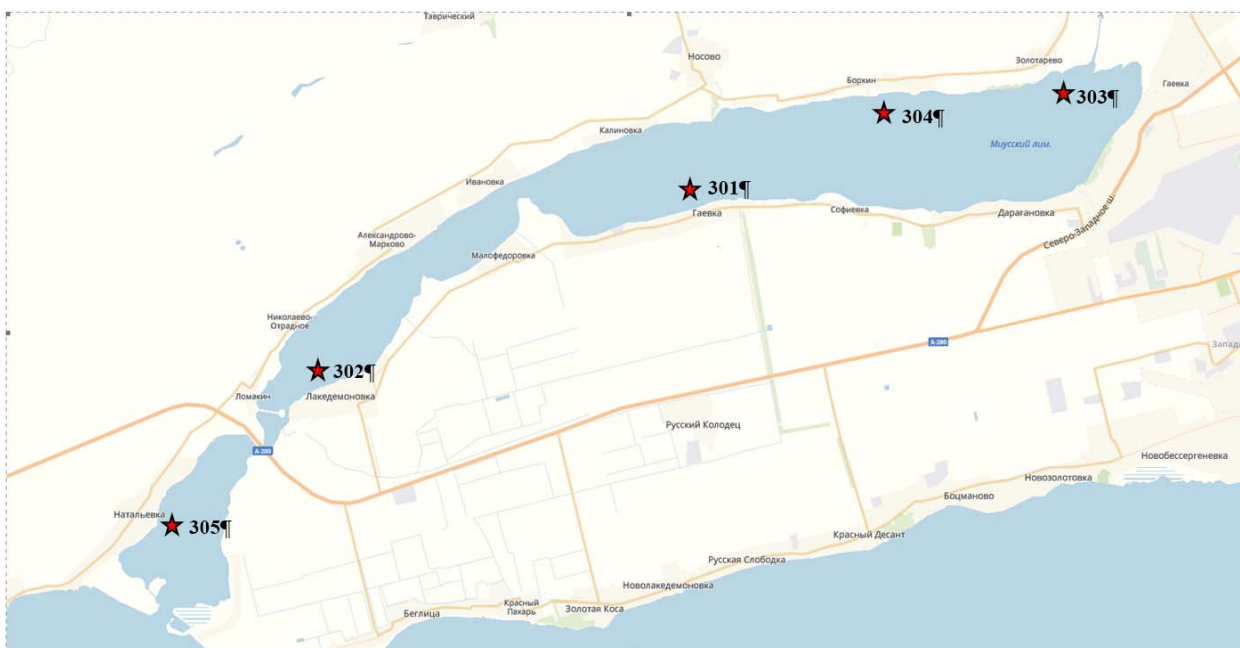 Таврический
Носово
Золотарево
Боркин
Гаевка
303¶
304¶
Калиновка
Миусский лим.
Ивановка
301¶
Гаевка
Софиевка
Дарагановка
Северо-Западное ш.
Александрово-
Марково
Малофедоровка
Николаево-
Отрадное
А-280
302¶
Ломакин
Лакедемоновка
Русский Колодец
А-280
Новобессергеневка
Новозолотовка
Боцманово
Натальевка
305¶
Красный Десант
Русская Слободка
Новолакедемоновка
Красный
Пахарь
Золотая Коса
Беглица